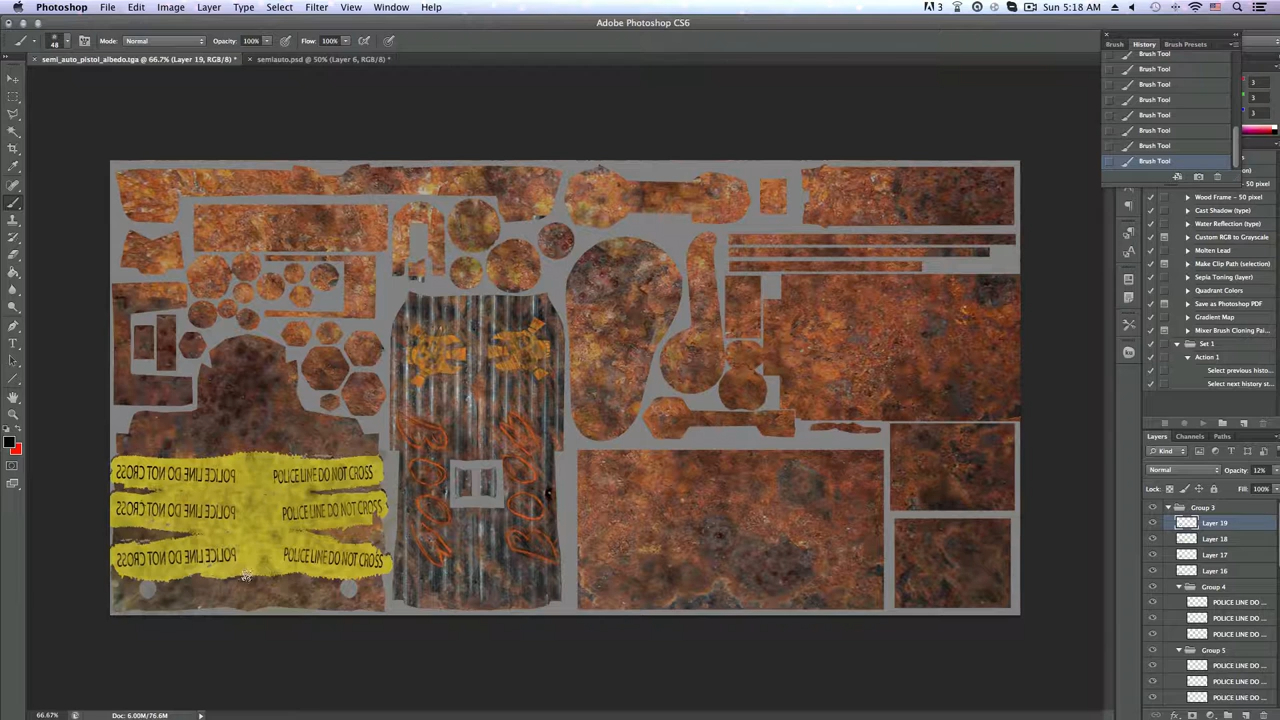 Photoshop File Edit Image Layer Type Select Filter View Window Help 3 Sun 5:18 AM
Adobe Photoshop CS6
48 Mode: Normal Opacity: 100% Flow: 100%
Brush History Brush Presets
semi_auto_pistol_albedo.tga @ 66.7% (Layer 19, RGB/8) * semiauto.psd @ 50% (Layer 6, RGB/8) *
Brush Tool
Brush Tool
Brush Tool
Brush Tool
Brush Tool
Brush Tool
Brush Tool
Brush Tool
3
3
3
Wood Frame - 50 pixel
Cast Shadow (type)
Water Reflection (type)
Custom RGB to Grayscale
Molten Lead
Make Clip Path (selection)
Sepia Toning (layer)
Quadrant Colors
Save as Photoshop PDF
Gradient Map
Mixer Brush Cloning Pa...
Set 1
Action 1
Select previous histo...
Select next history st...
Layers Channels Paths
Kind
Normal Opacity: 12%
Lock: Fill: 100%
Group 3
Layer 19
Layer 18
Layer 17
Layer 16
Group 4
POLICE LINE DO ...
POLICE LINE DO ...
POLICE LINE DO ...
Group 5
POLICE LINE DO ...
POLICE LINE DO ...
POLICE LINE DO ...
POLICE LINE DO NOT CROSS POLICE LINE DO NOT CROSS
POLICE LINE DO NOT CROSS POLICE LINE DO NOT CROSS
POLICE LINE DO NOT CROSS POLICE LINE DO NOT CROSS
66.67% Doc: 6.00M/76.6M